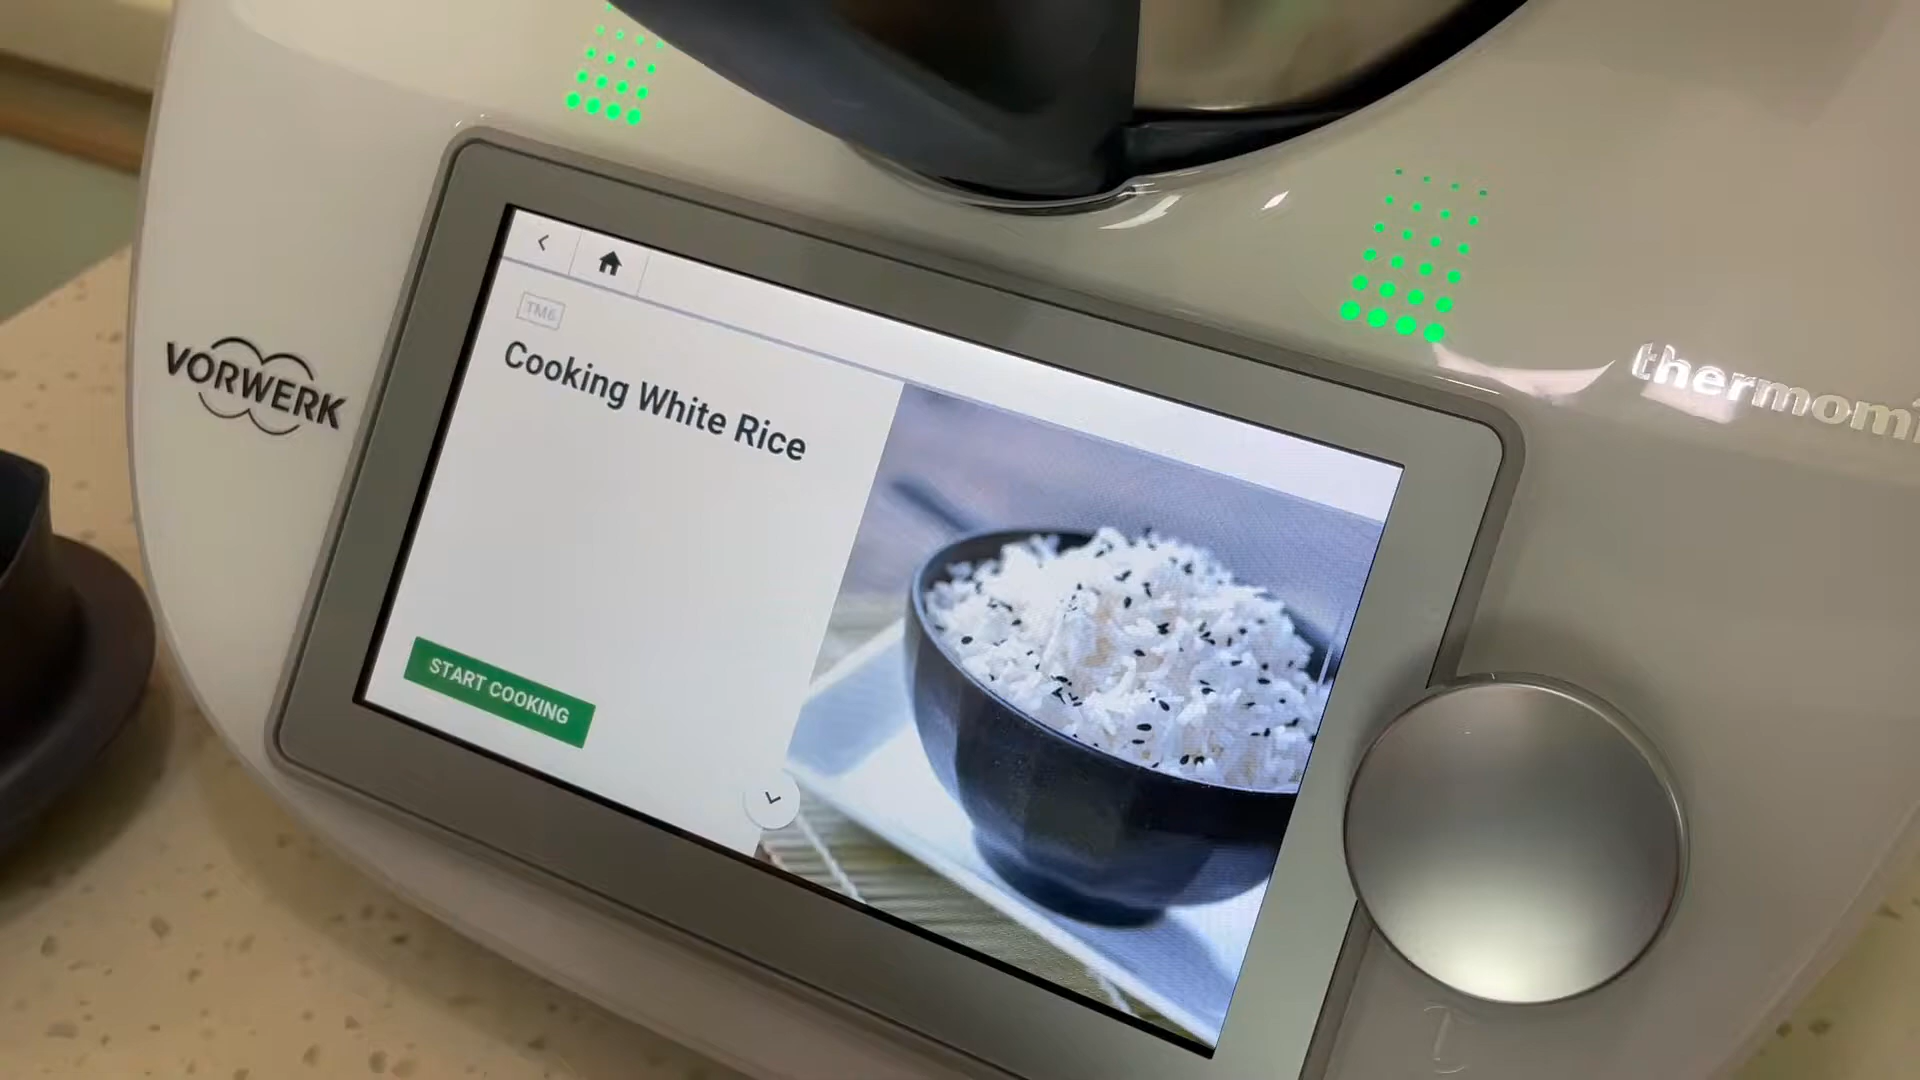 TM6
Cooking White Rice
START COOKING
VORWERK
thermomi